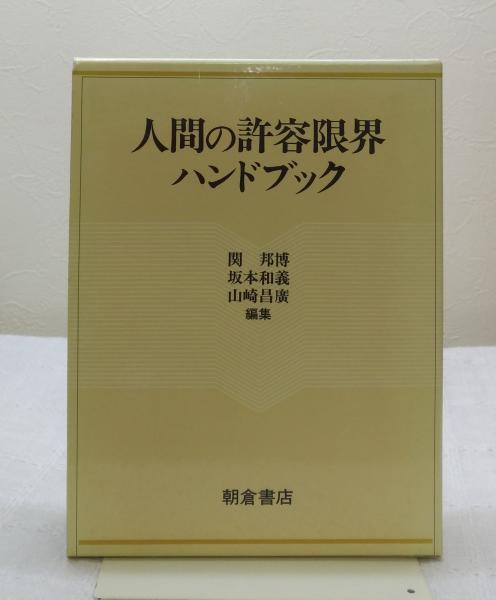 人間の許容限界
ハンドブック
関 邦博
坂本和義
山崎昌廣
編集
朝倉書店